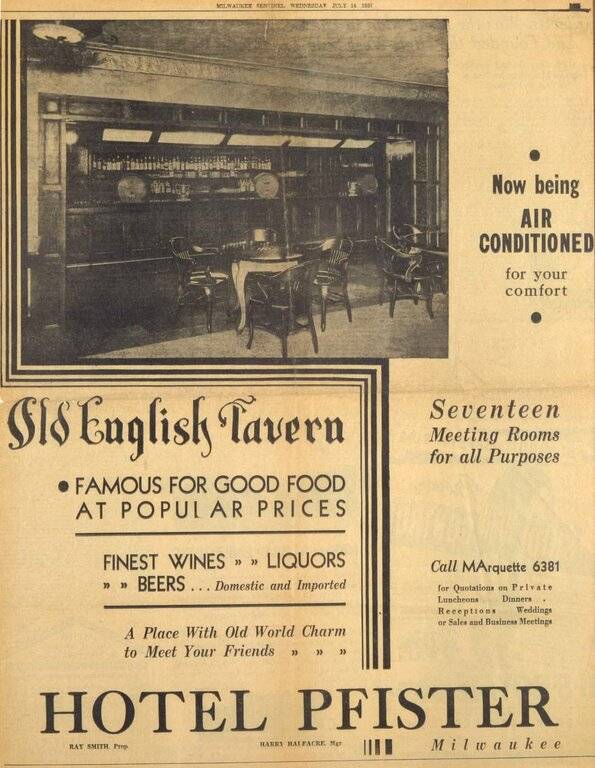 MILWAUKEE SENTINEL WEDNESDAY JULY 14 1937
Now being
AIR
CONDITIONED
for your
comfort
Old English Tavern
• FAMOUS FOR GOOD FOOD
AT POPULAR PRICES
FINEST WINES » » LIQUORS
» » BEERS . . . Domestic and Imported
A Place With Old World Charm
to Meet Your Friends » » »
Seventeen
Meeting Rooms
for all Purposes
Call MArquette 6381
for Quotations on Private
Luncheons . Dinners .
Receptions Weddings
or Sales and Business Meetings
HOTEL PFISTER
RAY SMITH, Prop.
HARRY HALFACRE, Mgr.
Milwaukee